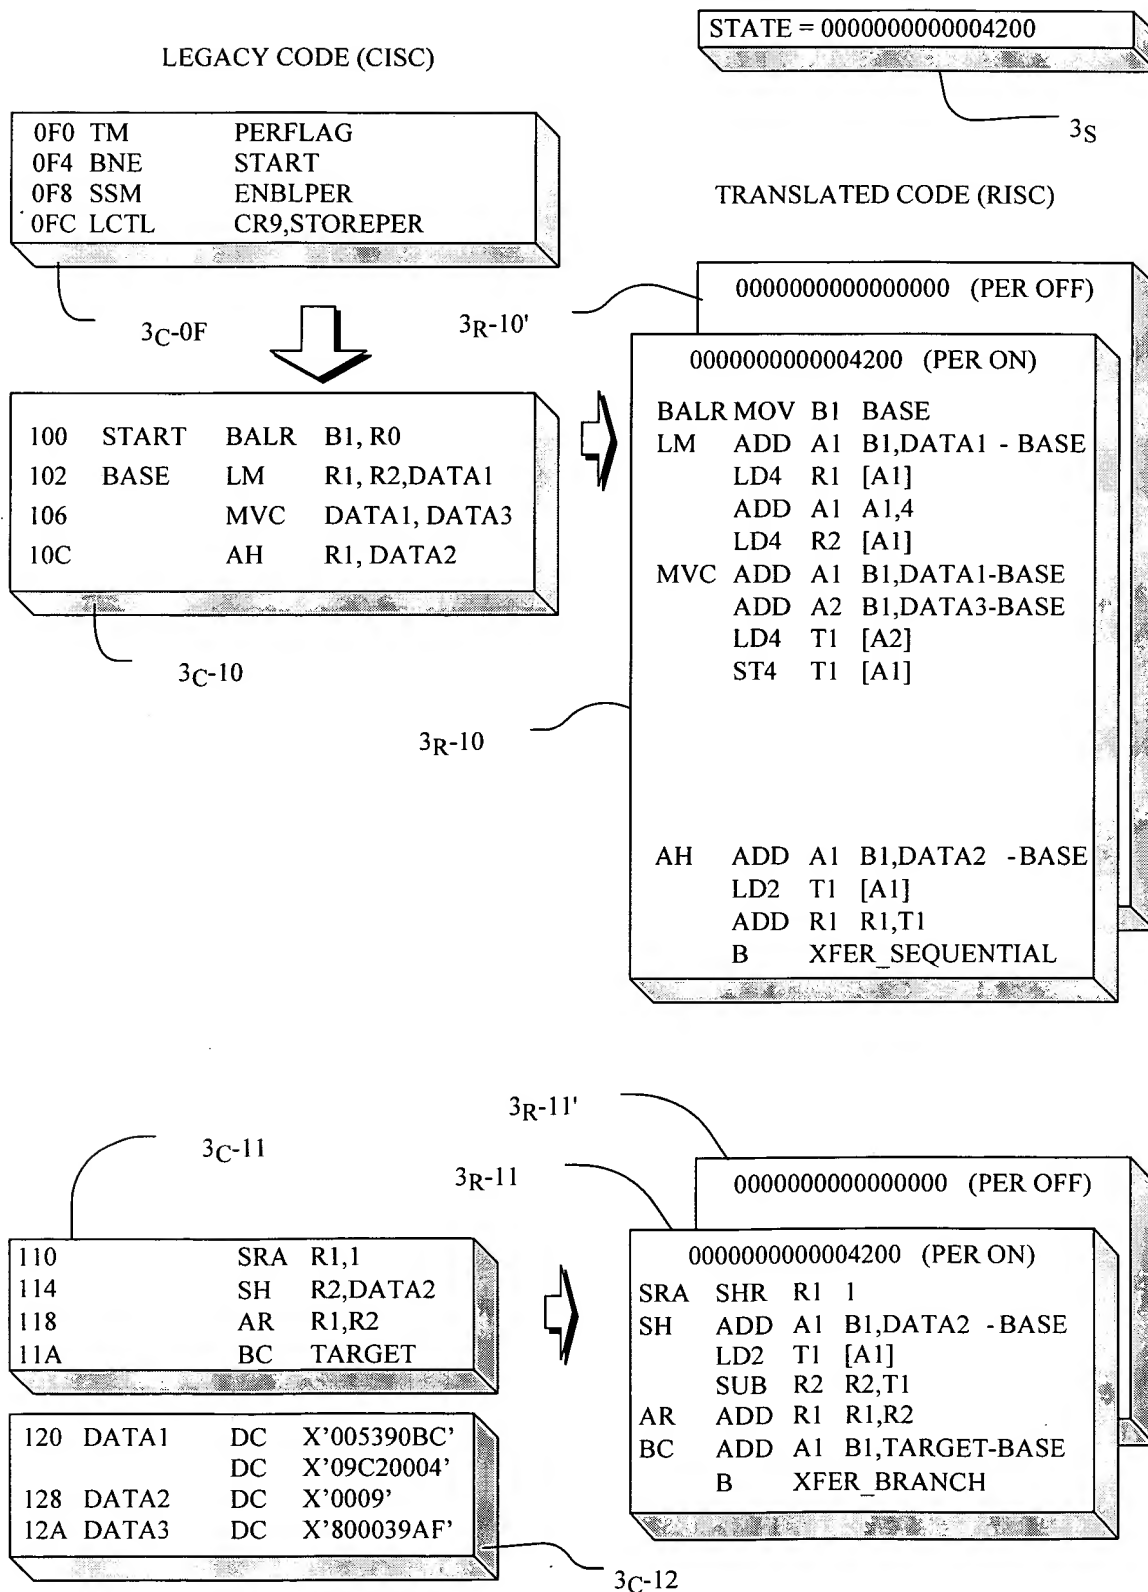 STATE = 0000000000004200
LEGACY CODE (CISC)
3S
0F0 TM PERFLAG
0F4 BNE START
0F8 SSM ENBLPER
0FC LCTL CR9,STOREPER
TRANSLATED CODE (RISC)
3C-0F
3R-10'
0000000000000000 (PER OFF)
0000000000004200 (PER ON)
100 START BALR B1, R0
102 BASE LM R1, R2,DATA1
106 MVC DATA1, DATA3
10C AH R1, DATA2
3C-10
BALR MOV B1 BASE
LM ADD A1 B1,DATA1 - BASE
LD4 R1 [A1]
ADD A1 A1,4
LD4 R2 [A1]
MVC ADD A1 B1,DATA1-BASE
ADD A2 B1,DATA3-BASE
LD4 T1 [A2]
ST4 T1 [A1]
3R-10
AH ADD A1 B1,DATA2 -BASE
LD2 T1 [A1]
ADD R1 R1,T1
B XFER_SEQUENTIAL
3R-11'
3C-11
3R-11
0000000000000000 (PER OFF)
110 SRA R1,1
114 SH R2,DATA2
118 AR R1,R2
11A BC TARGET
0000000000004200 (PER ON)
SRA SHR R1 1
SH ADD A1 B1,DATA2 -BASE
LD2 T1 [A1]
SUB R2 R2,T1
AR ADD R1 R1,R2
BC ADD A1 B1,TARGET-BASE
B XFER_BRANCH
120 DATA1 DC X’005390BC’
DC X’09C20004’
128 DATA2 DC X’0009’
12A DATA3 DC X’800039AF’
3C-12